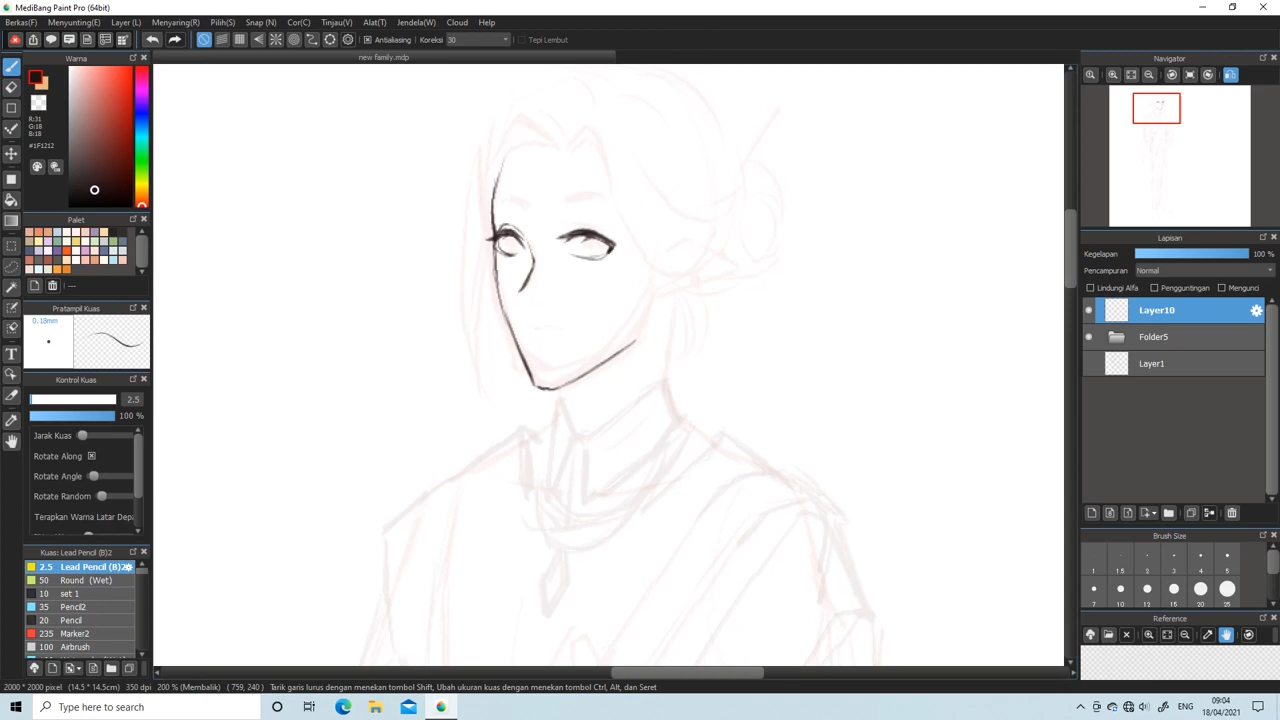 MediBang Paint Pro (64bit)
Berkas(F) Menyunting(E) Layer (L) Menyaring(R) Pilih(S) Snap (N) Cor(C) Tinjau(V) Alat(T) Jendela(W) Cloud Help
Antialiasing Koreksi 30 Tepi Lembut
Warna
new family.mdp
Navigator
R:31
G:18
B:18
#1F1212
Palet
---
Pratampil Kuas
0.18mm
Kontrol Kuas
2.5
100 %
Jarak Kuas
Rotate Along
Rotate Angle
Rotate Random
Terapkan Warna Latar Depa
Kuas: Lead Pencil (B)2
2.5 Lead Pencil (B)2
50 Round (Wet)
10 set 1
35 Pencil2
20 Pencil
235 Marker2
100 Airbrush
Lapisan
Kegelapan 100 %
Pencampuran Normal
Lindungi Alfa Pengguntingan Mengunci
Layer10
Folder5
Layer1
Brush Size
1 1.5 2 3 4 5
7 10 12 15 20 25
Reference
2000 * 2000 pixel (14.5 * 14.5cm) 350 dpi 200 % (Membalik) ( 759, 240 ) Tarik garis lurus dengan menekan tombol Shift, Ubah ukuran kuas dengan menekan tombol Ctrl, Alt, dan Seret
Type here to search
ENG
09:04
18/04/2021